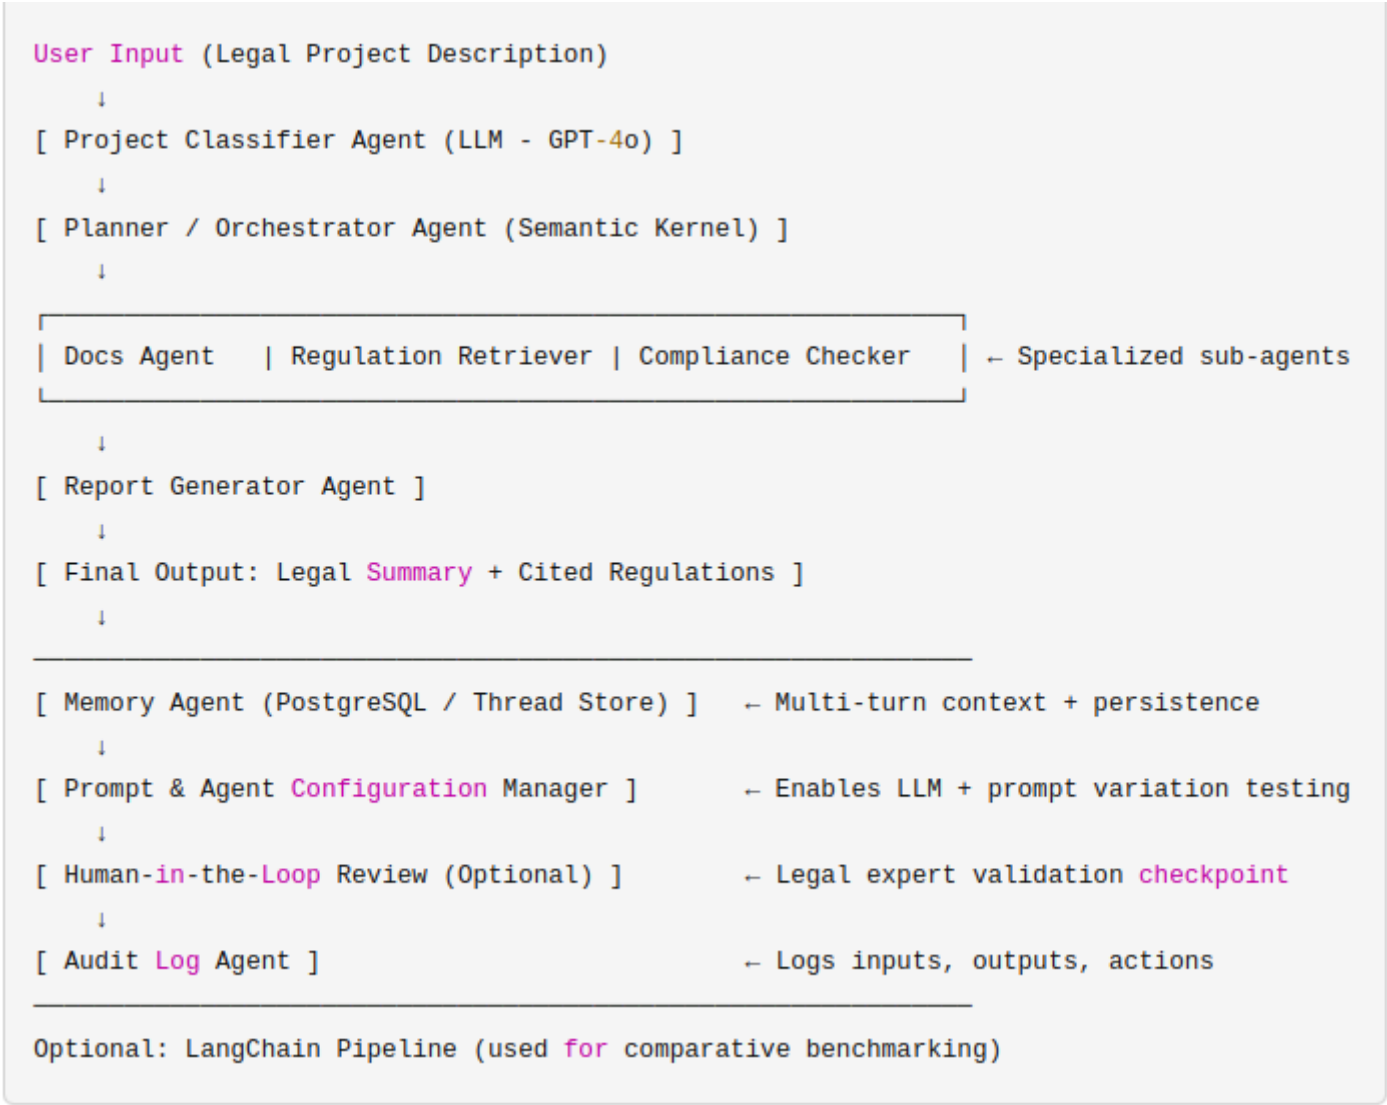 User Input (Legal Project Description)
↓
[ Project Classifier Agent (LLM - GPT-4o) ]
↓
[ Planner / Orchestrator Agent (Semantic Kernel) ]
↓
│ Docs Agent | Regulation Retriever | Compliance Checker │ ← Specialized sub-agents
↓
[ Report Generator Agent ]
↓
[ Final Output: Legal Summary + Cited Regulations ]
↓
[ Memory Agent (PostgreSQL / Thread Store) ] ← Multi-turn context + persistence
↓
[ Prompt & Agent Configuration Manager ] ← Enables LLM + prompt variation testing
↓
[ Human-in-the-Loop Review (Optional) ] ← Legal expert validation checkpoint
↓
[ Audit Log Agent ] ← Logs inputs, outputs, actions
Optional: LangChain Pipeline (used for comparative benchmarking)